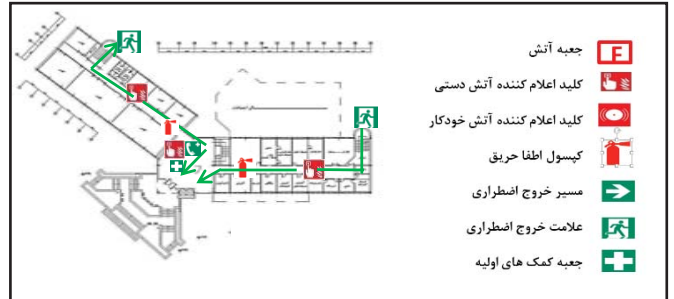 جعبه آتش
F
کلید اعلام کننده آتش دستی
کلید اعلام کننده آتش خودکار
کپسول اطفا حریق
مسیر خروج اضطراری
علامت خروج اضطراری
جعبه کمک های اولیه